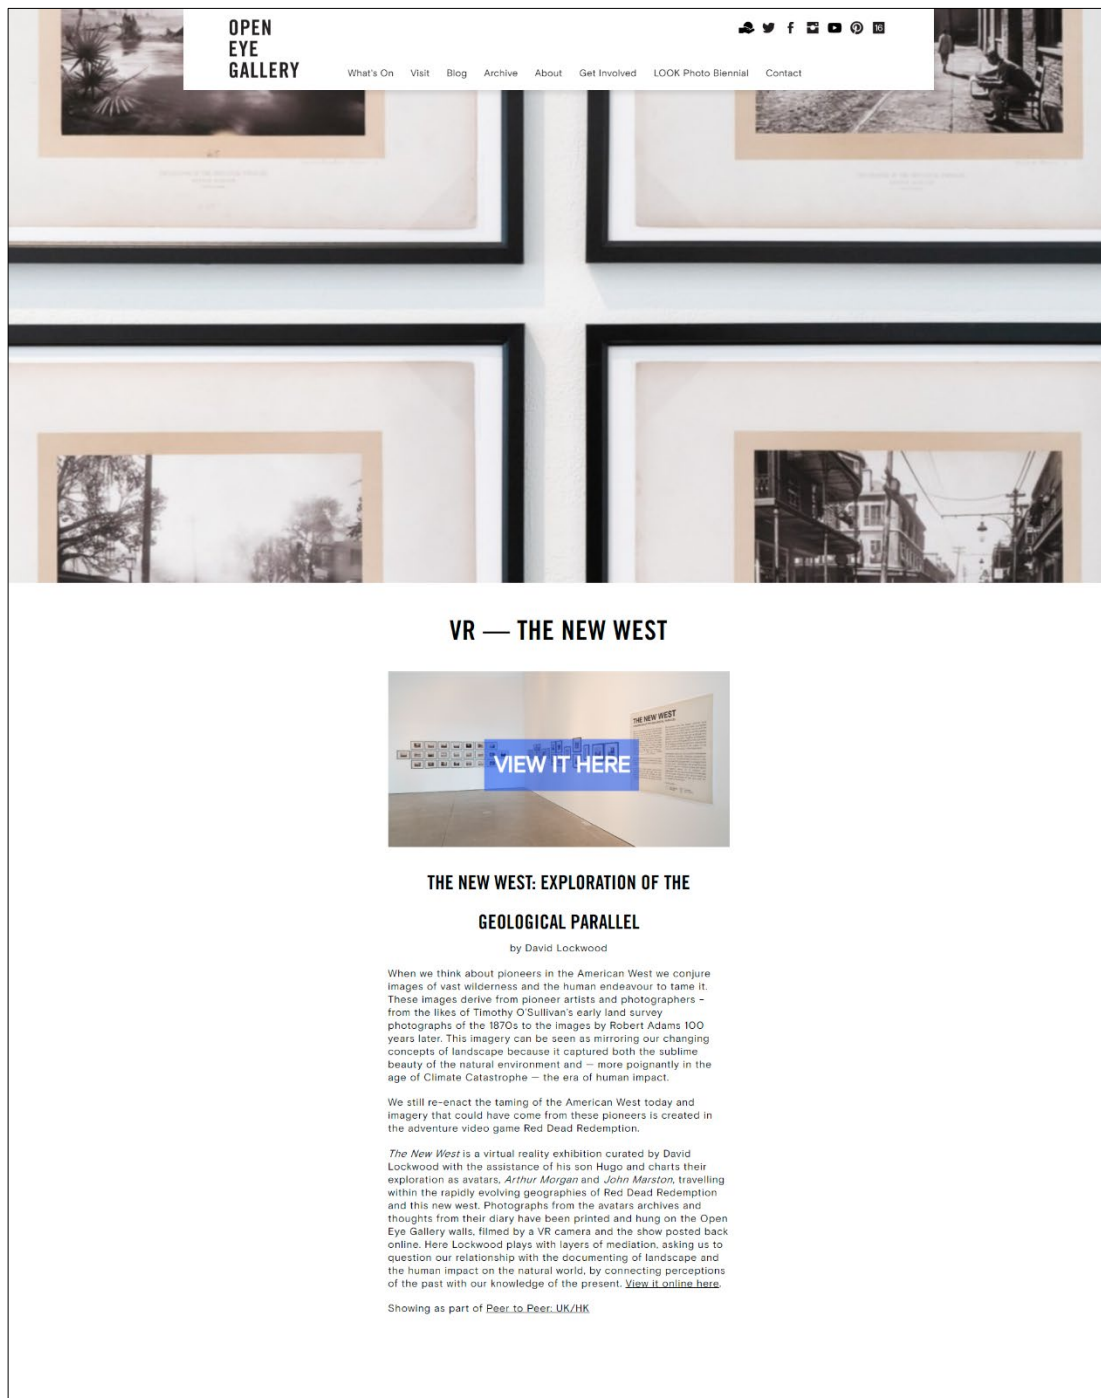 OPEN
EYE
GALLERY
What's On Visit Blog Archive About Get Involved LOOK Photo Biennial Contact
VR — THE NEW WEST
THE NEW WEST
VIEW IT HERE
THE NEW WEST: EXPLORATION OF THE
GEOLOGICAL PARALLEL
by David Lockwood
When we think about pioneers in the American West we conjure
images of vast wilderness and the human endeavour to tame it.
These images derive from pioneer artists and photographers –
from the likes of Timothy O'Sullivan's early land survey
photographs of the 1870s to the images by Robert Adams 100
years later. This imagery can be seen as mirroring our changing
concepts of landscape because it captured both the sublime
beauty of the natural environment and — more poignantly in the
age of Climate Catastrophe — the era of human impact.
We still re-enact the taming of the American West today and
imagery that could have come from these pioneers is created in
the adventure video game Red Dead Redemption.
The New West is a virtual reality exhibition curated by David
Lockwood with the assistance of his son Hugo and charts their
exploration as avatars, Arthur Morgan and John Marston, travelling
within the rapidly evolving geographies of Red Dead Redemption
and this new west. Photographs from the avatars archives and
thoughts from their diary have been printed and hung on the Open
Eye Gallery walls, filmed by a VR camera and the show posted back
online. Here Lockwood plays with layers of mediation, asking us to
question our relationship with the documenting of landscape and
the human impact on the natural world, by connecting perceptions
of the past with our knowledge of the present. View it online here.
Showing as part of Peer to Peer: UK/HK